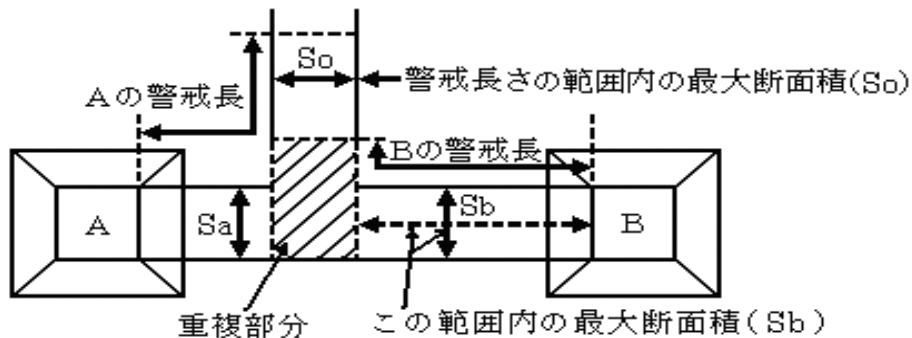 So
Aの警戒長
警戒長さの範囲内の最大断面積(So)
Bの警戒長
A
Sa
Sb
B
重複部分
この範囲内の最大断面積(Sb)